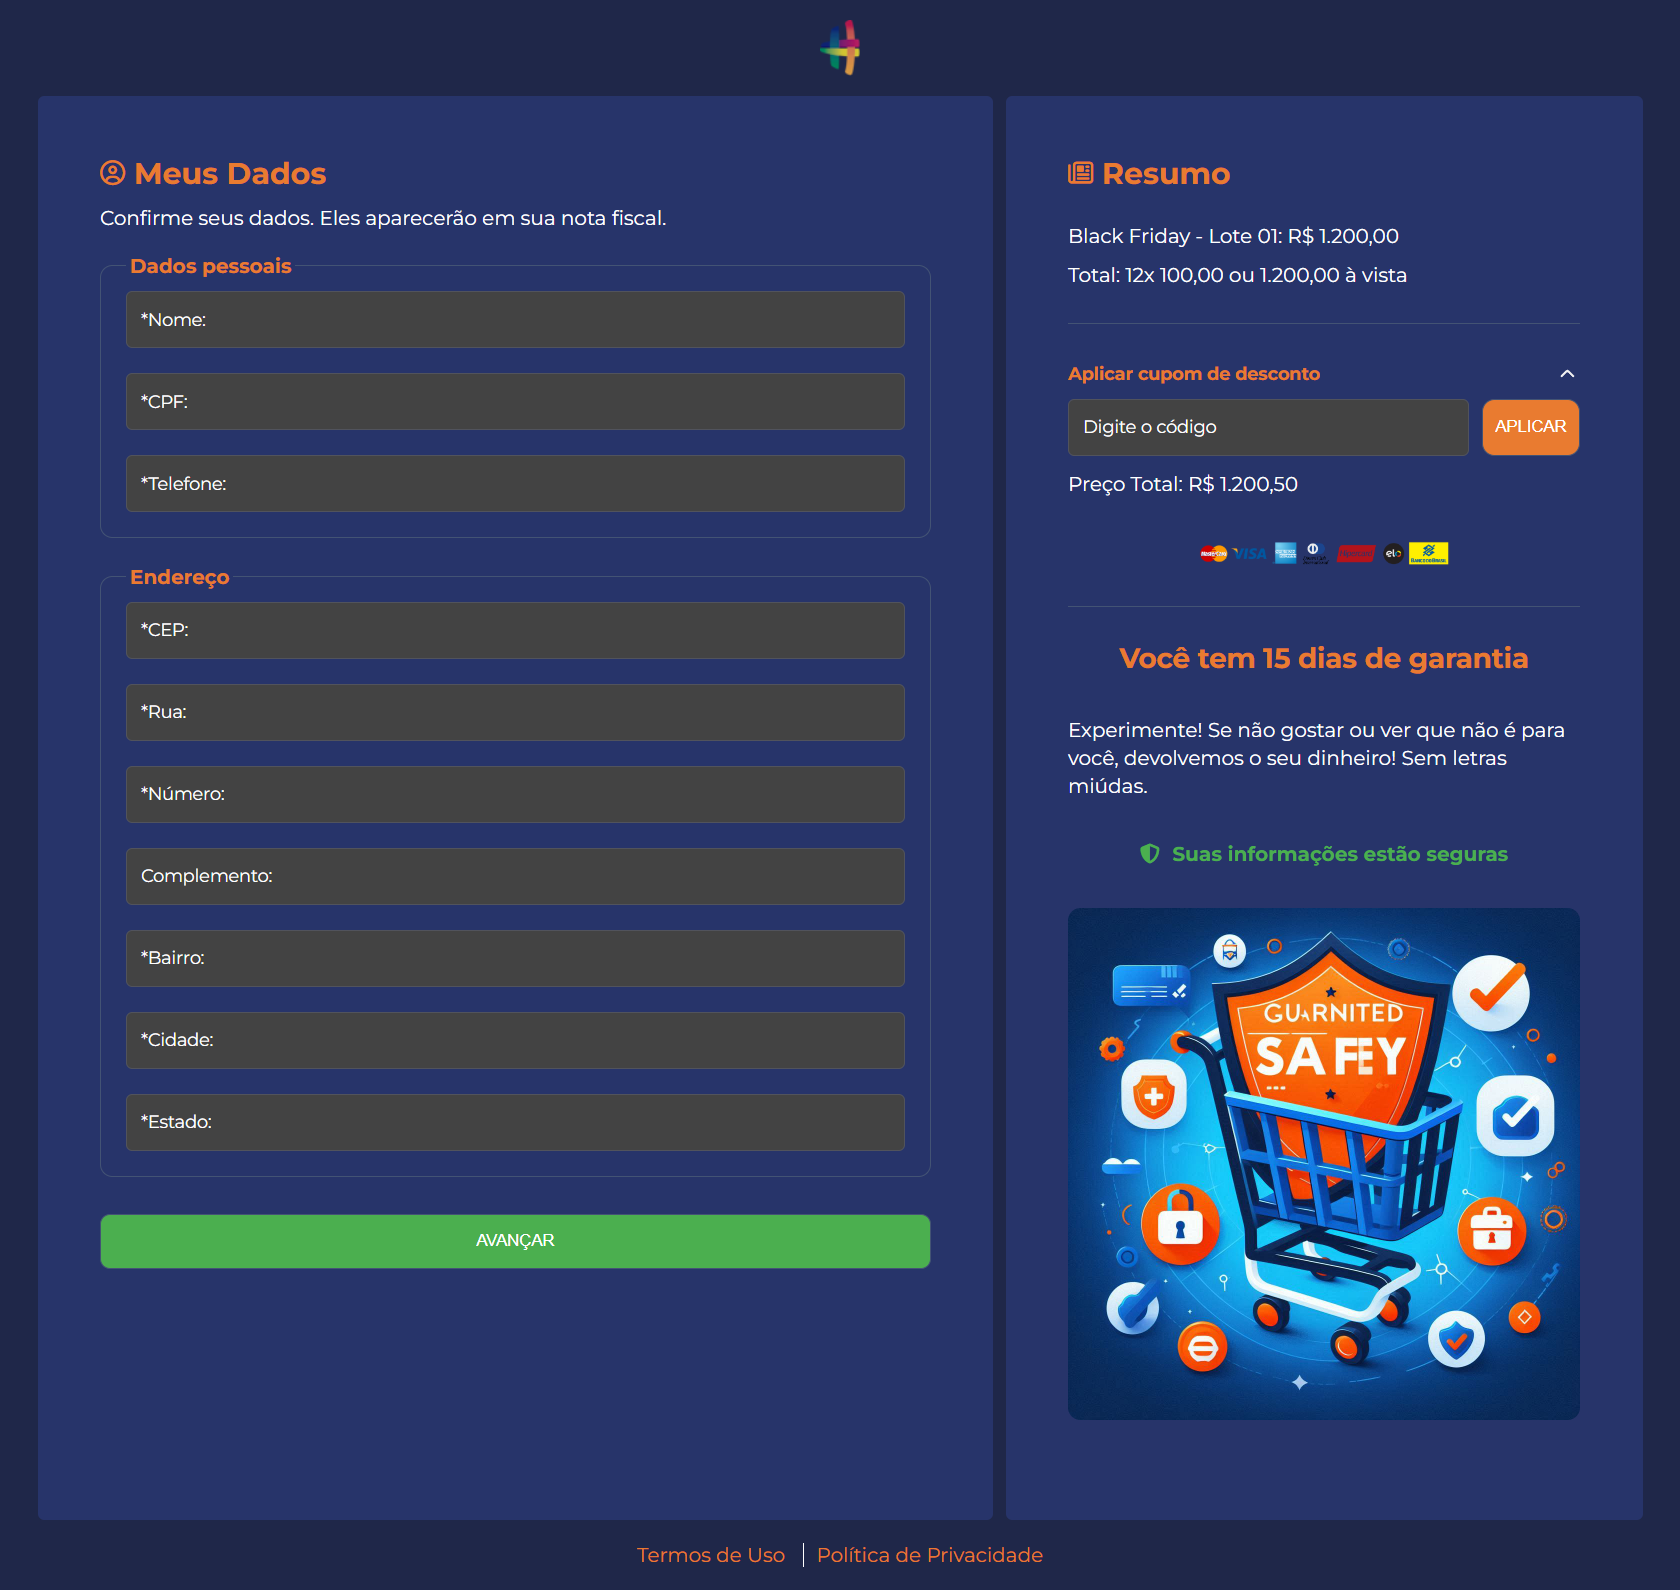 Meus Dados
Confirme seus dados. Eles aparecerão em sua nota fiscal.
Dados pessoais
*Nome:
*CPF:
*Telefone:
Endereço
*CEP:
*Rua:
*Número:
Complemento:
*Bairro:
*Cidade:
*Estado:
AVANÇAR
Resumo
Black Friday - Lote 01: R$ 1.200,00
Total: 12x 100,00 ou 1.200,00 à vista
Aplicar cupom de desconto
Digite o código
APLICAR
Preço Total: R$ 1.200,50
VISA
elo
Você tem 15 dias de garantia
Experimente! Se não gostar ou ver que não é para
você, devolvemos o seu dinheiro! Sem letras
miúdas.
Suas informações estão seguras
GUARNITED
SAFEY
Termos de Uso
Política de Privacidade